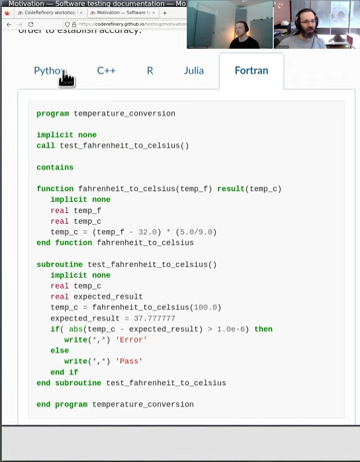 Motivation — Software testing documentation — Mo
CodeRefinery worksho
Motivation — Software t
https://coderefinery.github.io/testing/motivation
order to establish accuracy.
Python C++ R Julia Fortran
program temperature_conversion
implicit none
call test_fahrenheit_to_celsius()
contains
function fahrenheit_to_celsius(temp_f) result(temp_c)
implicit none
real temp_f
real temp_c
temp_c = (temp_f - 32.0) * (5.0/9.0)
end function fahrenheit_to_celsius
subroutine test_fahrenheit_to_celsius()
implicit none
real temp_c
real expected_result
temp_c = fahrenheit_to_celsius(100.0)
expected_result = 37.777777
if( abs(temp_c - expected_result) > 1.0e-6) then
write(*,*) 'Error'
else
write(*,*) 'Pass'
end if
end subroutine test_fahrenheit_to_celsius
end program temperature_conversion